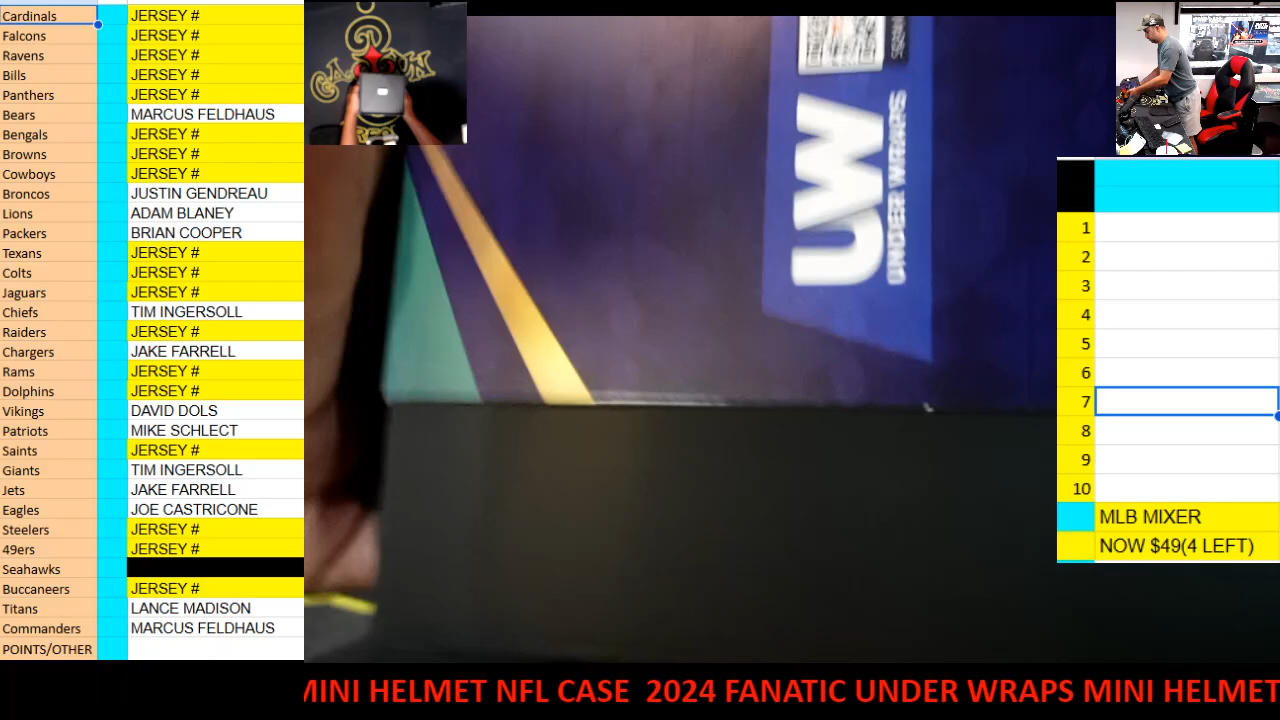 Cardinals JERSEY #
Falcons JERSEY #
Ravens JERSEY #
Bills JERSEY #
Panthers JERSEY #
Bears MARCUS FELDHAUS
Bengals JERSEY #
Browns JERSEY #
Cowboys JERSEY #
Broncos JUSTIN GENDREAU
Lions ADAM BLANEY
Packers BRIAN COOPER
Texans JERSEY #
Colts JERSEY #
Jaguars JERSEY #
Chiefs TIM INGERSOLL
Raiders JERSEY #
Chargers JAKE FARRELL
Rams JERSEY #
Dolphins JERSEY #
Vikings DAVID DOLS
Patriots MIKE SCHLECT
Saints JERSEY #
Giants TIM INGERSOLL
Jets JAKE FARRELL
Eagles JOE CASTRICONE
Steelers JERSEY #
49ers JERSEY #
Seahawks
Buccaneers JERSEY #
Titans LANCE MADISON
Commanders MARCUS FELDHAUS
POINTS/OTHER
UW
UNDER WRAPS
1
2
3
4
5
6
7
8
9
10
MLB MIXER
NOW $49(4 LEFT)
MINI HELMET NFL CASE 2024 FANATIC UNDER WRAPS MINI HELMET